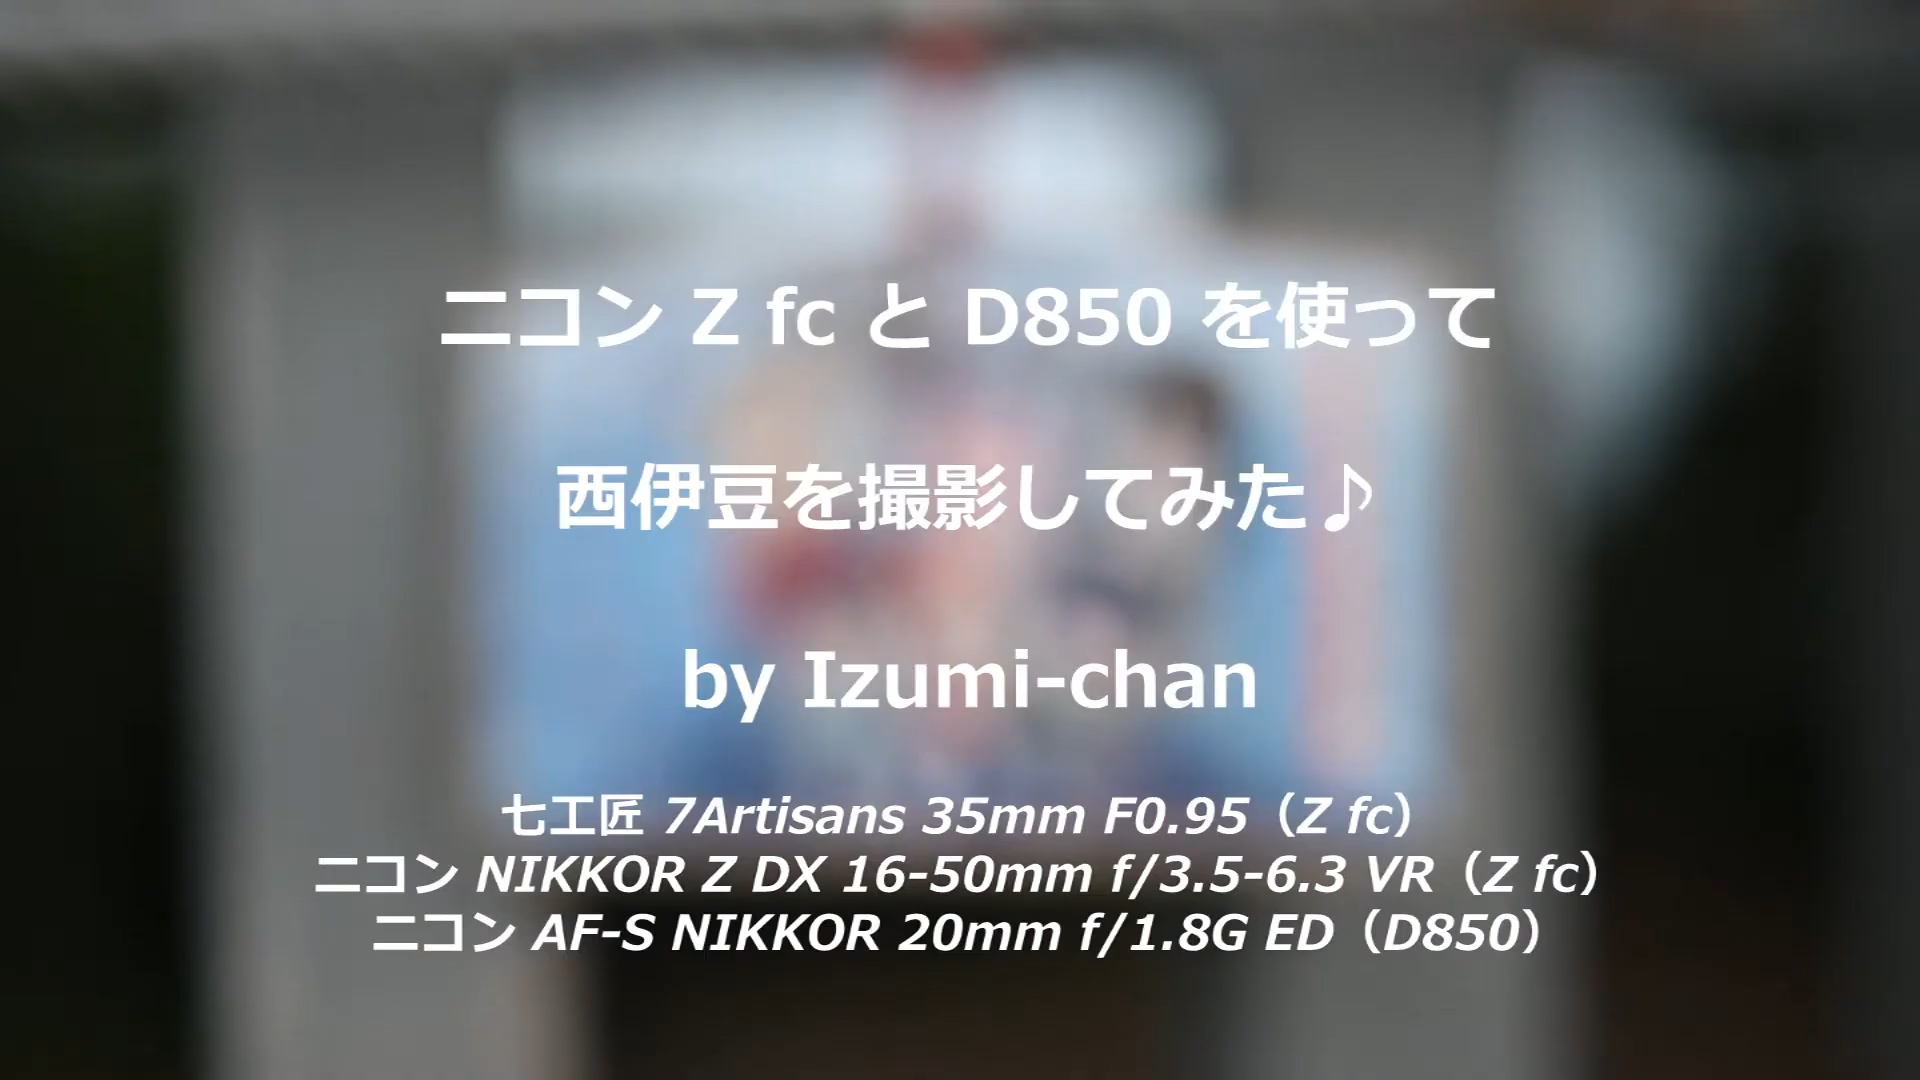 ニコン Z fc と D850 を使って
西伊豆を撮影してみた♪
by Izumi-chan
七工匠 7Artisans 35mm F0.95（Z fc）
ニコン NIKKOR Z DX 16-50mm f/3.5-6.3 VR（Z fc）
ニコン AF-S NIKKOR 20mm f/1.8G ED（D850）